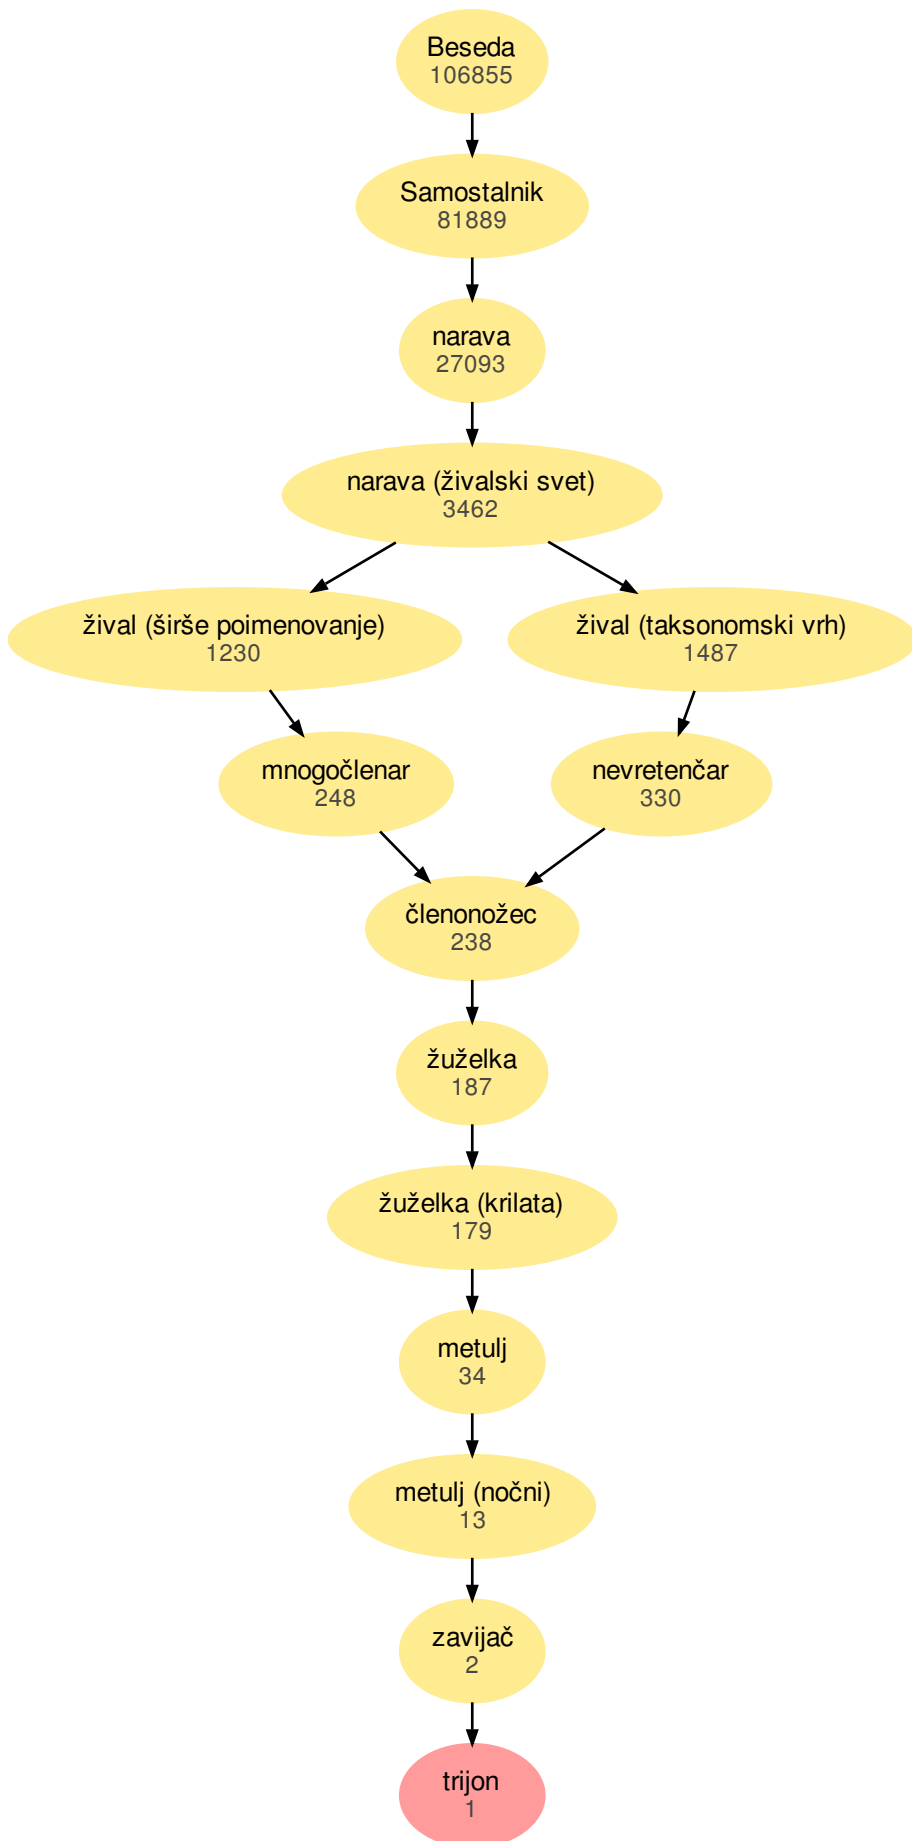 Beseda
106855
Samostalnik
81889
narava
27093
narava (živalski svet)
3462
žival (širše poimenovanje)
1230
žival (taksonomski vrh)
1487
mnogočlenar
248
nevretenčar
330
členonožec
238
žuželka
187
žuželka (krilata)
179
metulj
34
metulj (nočni)
13
zavijač
2
trijon
1